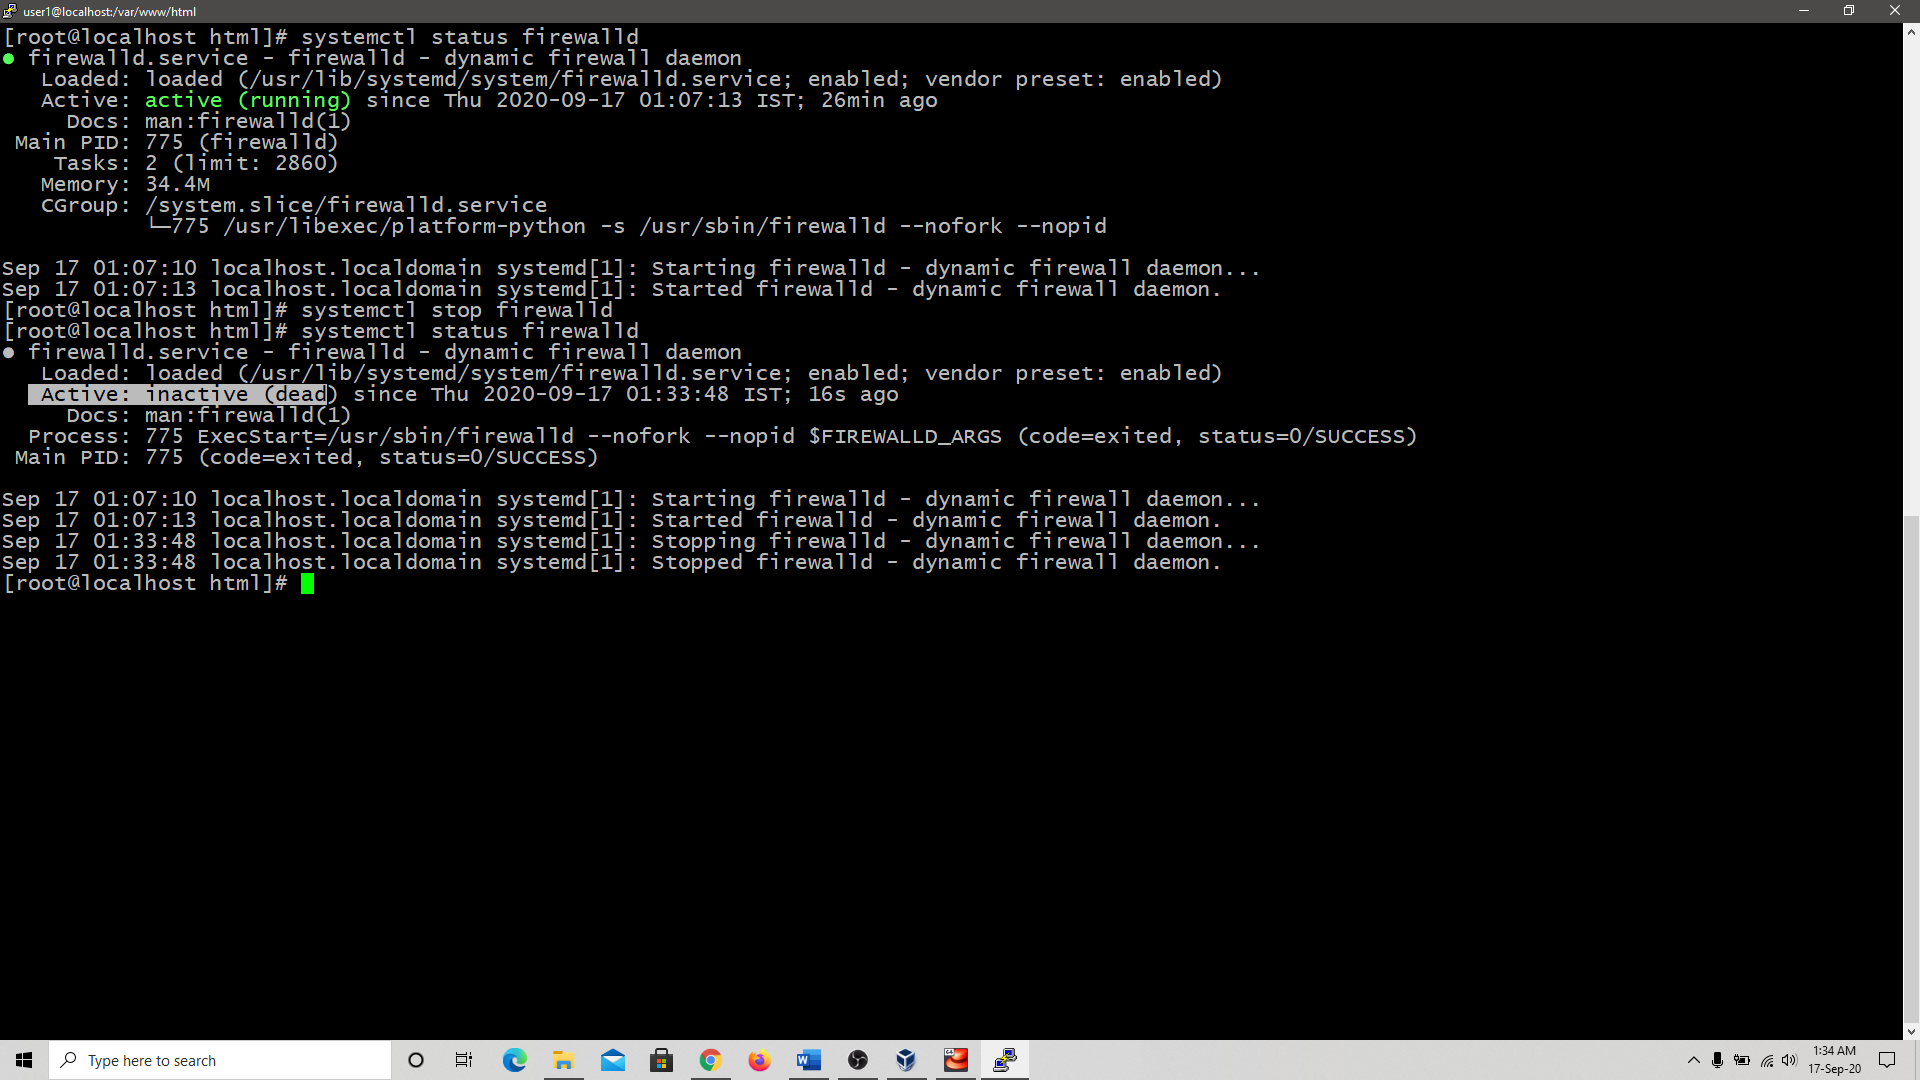 user1@localhost:/var/www/html
[root@localhost html]# systemctl status firewalld
● firewalld.service - firewalld - dynamic firewall daemon
   Loaded: loaded (/usr/lib/systemd/system/firewalld.service; enabled; vendor preset: enabled)
   Active: active (running) since Thu 2020-09-17 01:07:13 IST; 26min ago
     Docs: man:firewalld(1)
 Main PID: 775 (firewalld)
    Tasks: 2 (limit: 2860)
   Memory: 34.4M
   CGroup: /system.slice/firewalld.service
           └─775 /usr/libexec/platform-python -s /usr/sbin/firewalld --nofork --nopid
Sep 17 01:07:10 localhost.localdomain systemd[1]: Starting firewalld - dynamic firewall daemon...
Sep 17 01:07:13 localhost.localdomain systemd[1]: Started firewalld - dynamic firewall daemon.
[root@localhost html]# systemctl stop firewalld
[root@localhost html]# systemctl status firewalld
● firewalld.service - firewalld - dynamic firewall daemon
   Loaded: loaded (/usr/lib/systemd/system/firewalld.service; enabled; vendor preset: enabled)
   Active: inactive (dead) since Thu 2020-09-17 01:33:48 IST; 16s ago
     Docs: man:firewalld(1)
  Process: 775 ExecStart=/usr/sbin/firewalld --nofork --nopid $FIREWALLD_ARGS (code=exited, status=0/SUCCESS)
 Main PID: 775 (code=exited, status=0/SUCCESS)
Sep 17 01:07:10 localhost.localdomain systemd[1]: Starting firewalld - dynamic firewall daemon...
Sep 17 01:07:13 localhost.localdomain systemd[1]: Started firewalld - dynamic firewall daemon.
Sep 17 01:33:48 localhost.localdomain systemd[1]: Stopping firewalld - dynamic firewall daemon...
Sep 17 01:33:48 localhost.localdomain systemd[1]: Stopped firewalld - dynamic firewall daemon.
[root@localhost html]#
Type here to search
1:34 AM
17-Sep-20